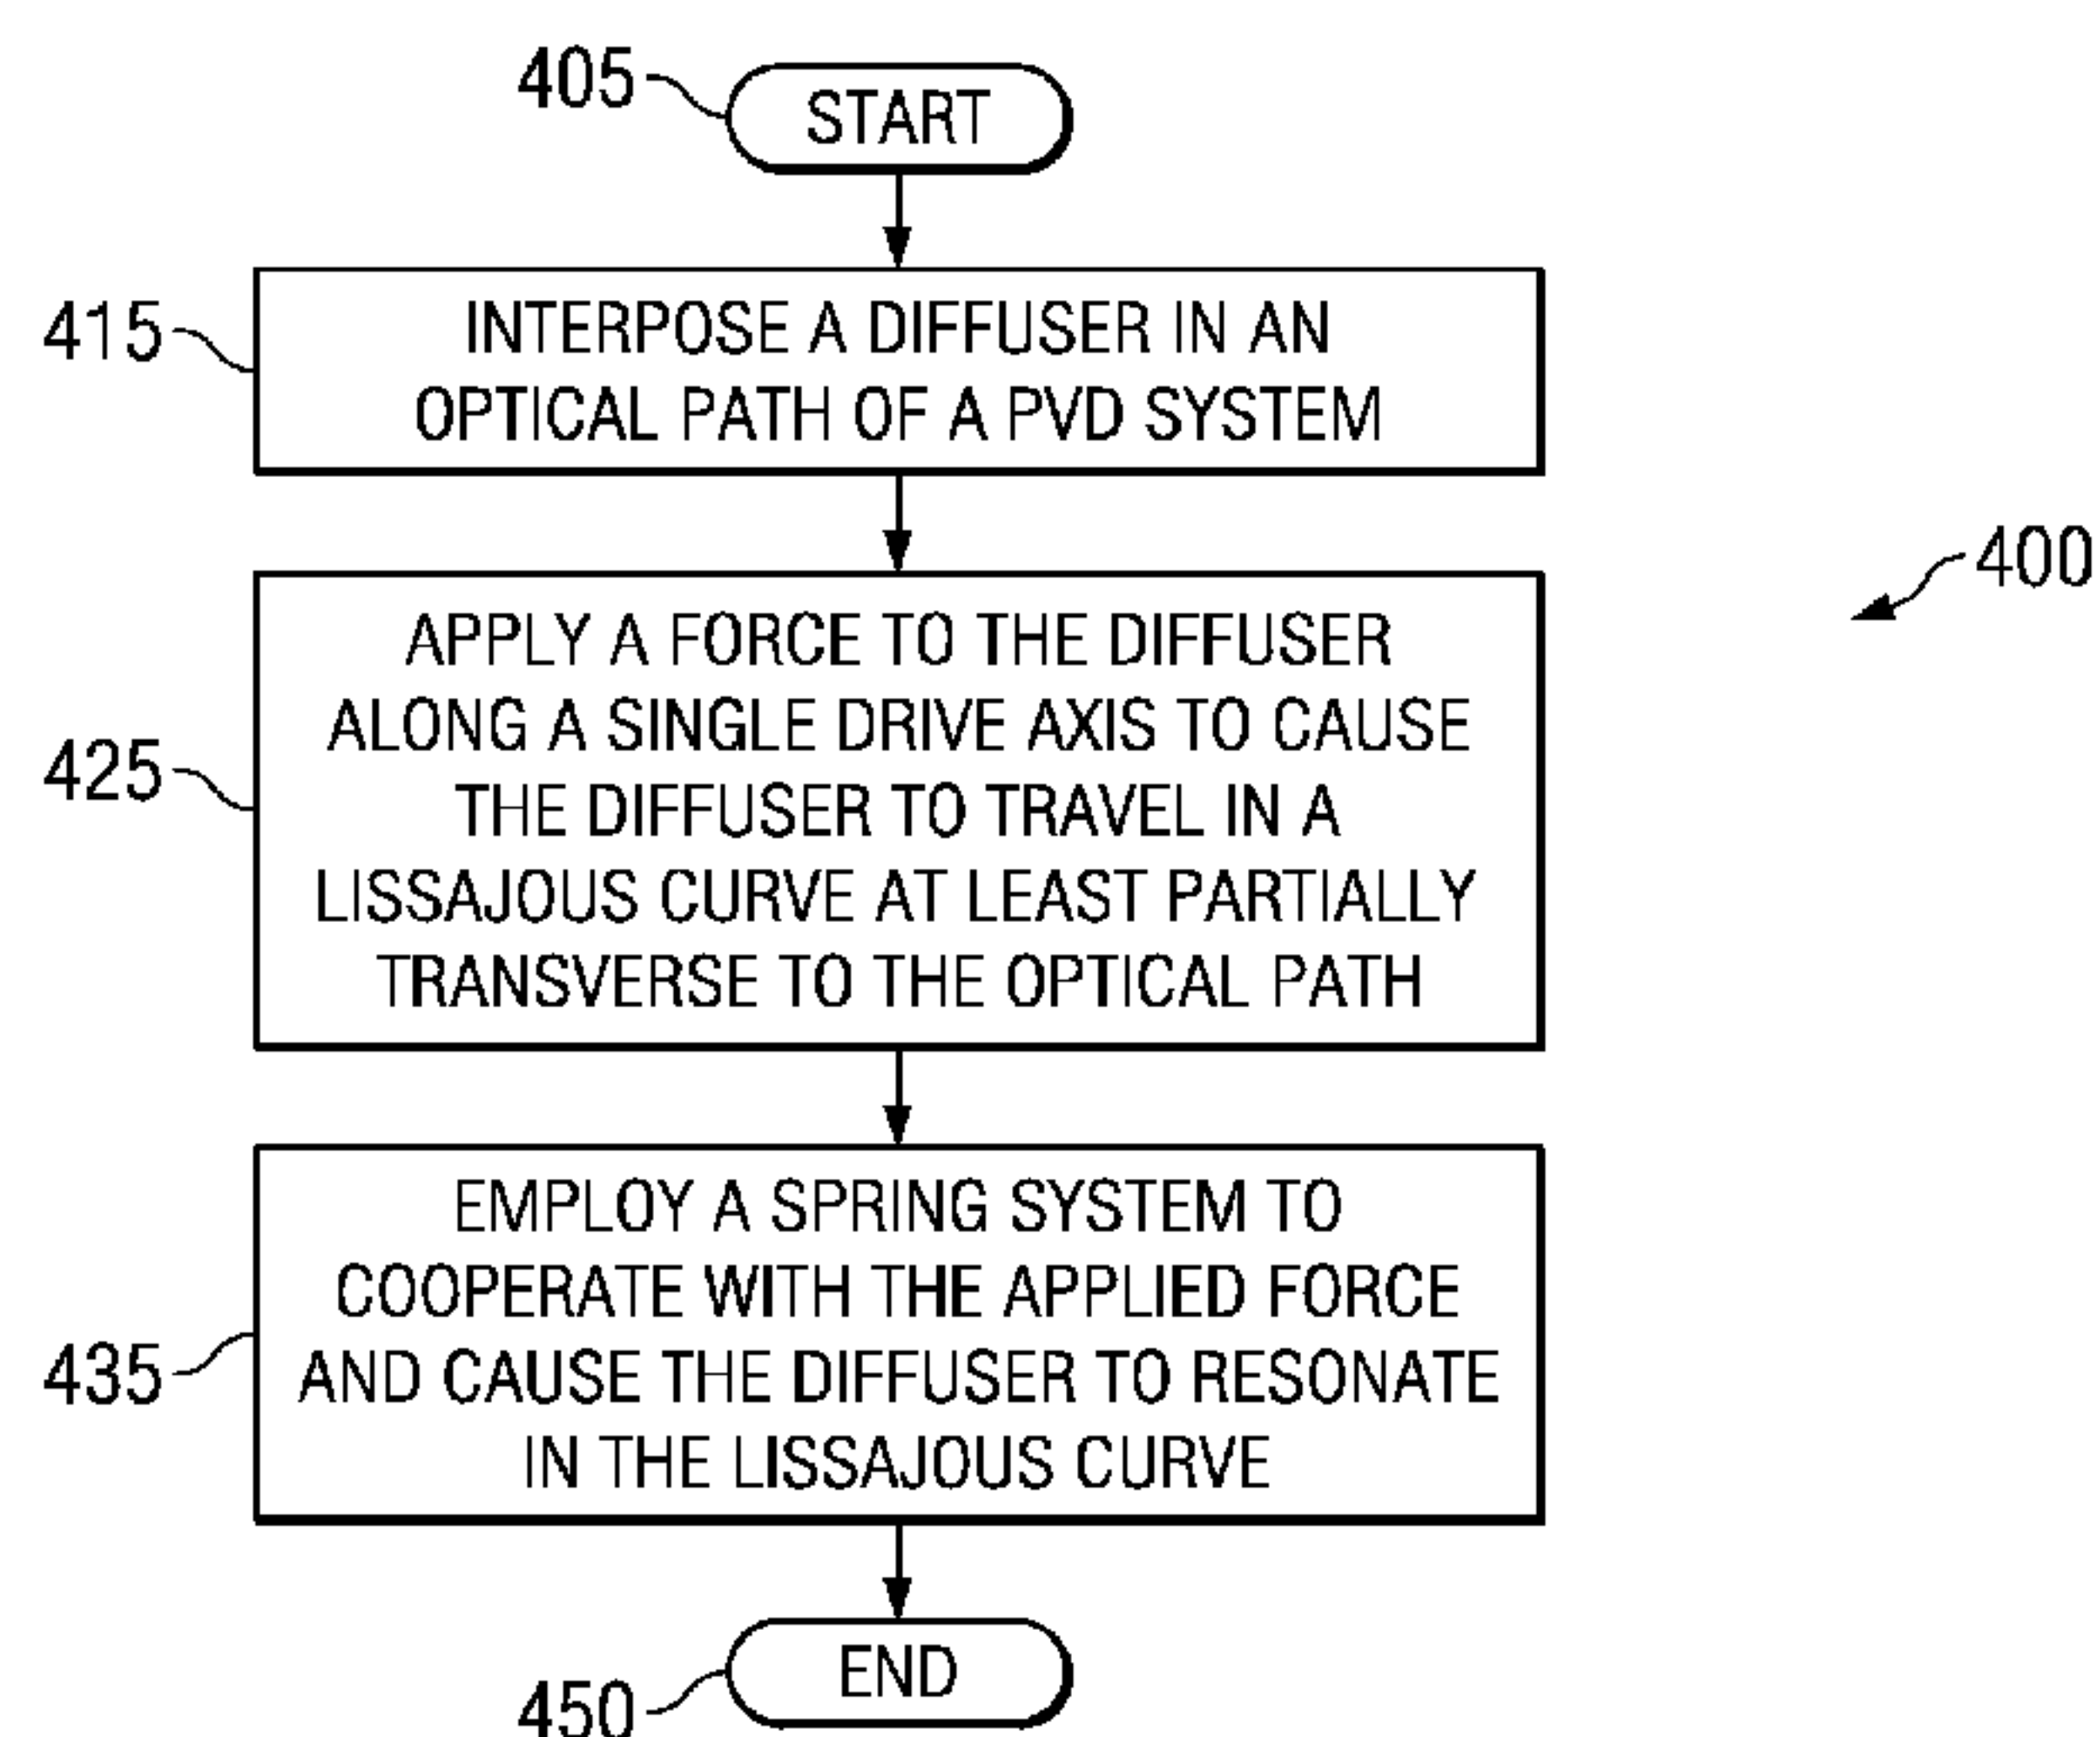 405
START
415
INTERPOSE A DIFFUSER IN AN
OPTICAL PATH OF A PVD SYSTEM
400
425
APPLY A FORCE TO THE DIFFUSER
ALONG A SINGLE DRIVE AXIS TO CAUSE
THE DIFFUSER TO TRAVEL IN A
LISSAJOUS CURVE AT LEAST PARTIALLY
TRANSVERSE TO THE OPTICAL PATH
435
EMPLOY A SPRING SYSTEM TO
COOPERATE WITH THE APPLIED FORCE
AND CAUSE THE DIFFUSER TO RESONATE
IN THE LISSAJOUS CURVE
450
END